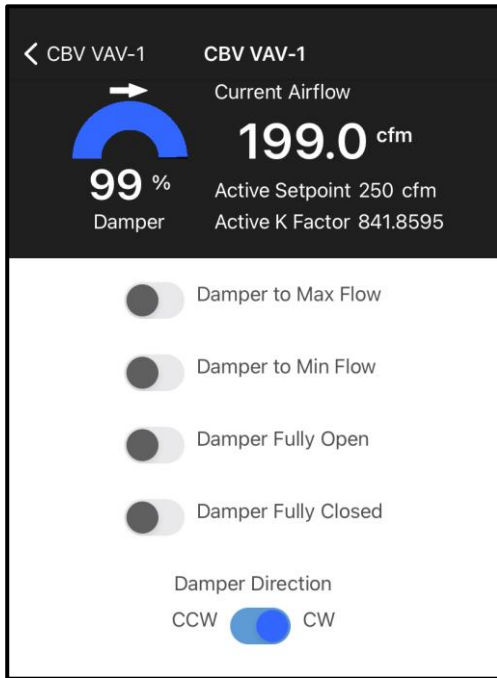 CBV VAV-1
CBV VAV-1
Current Airflow
199.0 cfm
99 %
Damper
Active Setpoint 250 cfm
Active K Factor 841.8595
Damper to Max Flow
Damper to Min Flow
Damper Fully Open
Damper Fully Closed
Damper Direction
CCW CW